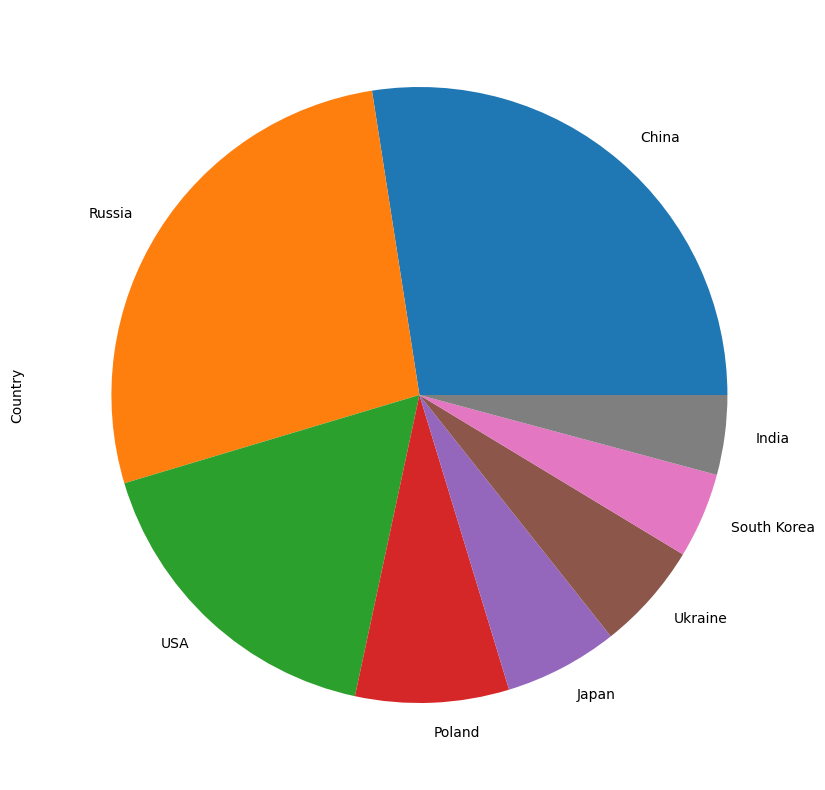 China
Russia
Country
India
South Korea
Ukraine
USA
Japan
Poland